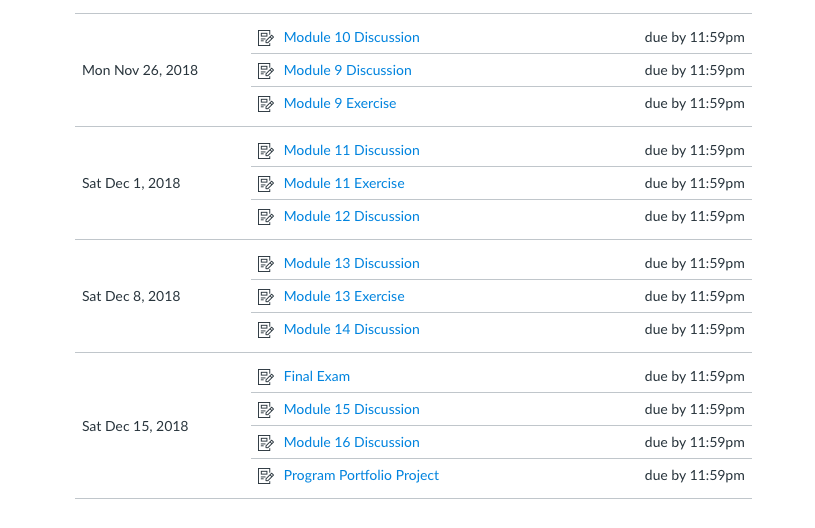 Module 10 Discussion due by 11:59pm
Mon Nov 26, 2018 Module 9 Discussion due by 11:59pm
Module 9 Exercise due by 11:59pm
Module 11 Discussion due by 11:59pm
Sat Dec 1, 2018 Module 11 Exercise due by 11:59pm
Module 12 Discussion due by 11:59pm
Module 13 Discussion due by 11:59pm
Sat Dec 8, 2018 Module 13 Exercise due by 11:59pm
Module 14 Discussion due by 11:59pm
Final Exam due by 11:59pm
Module 15 Discussion due by 11:59pm
Sat Dec 15, 2018
Module 16 Discussion due by 11:59pm
Program Portfolio Project due by 11:59pm